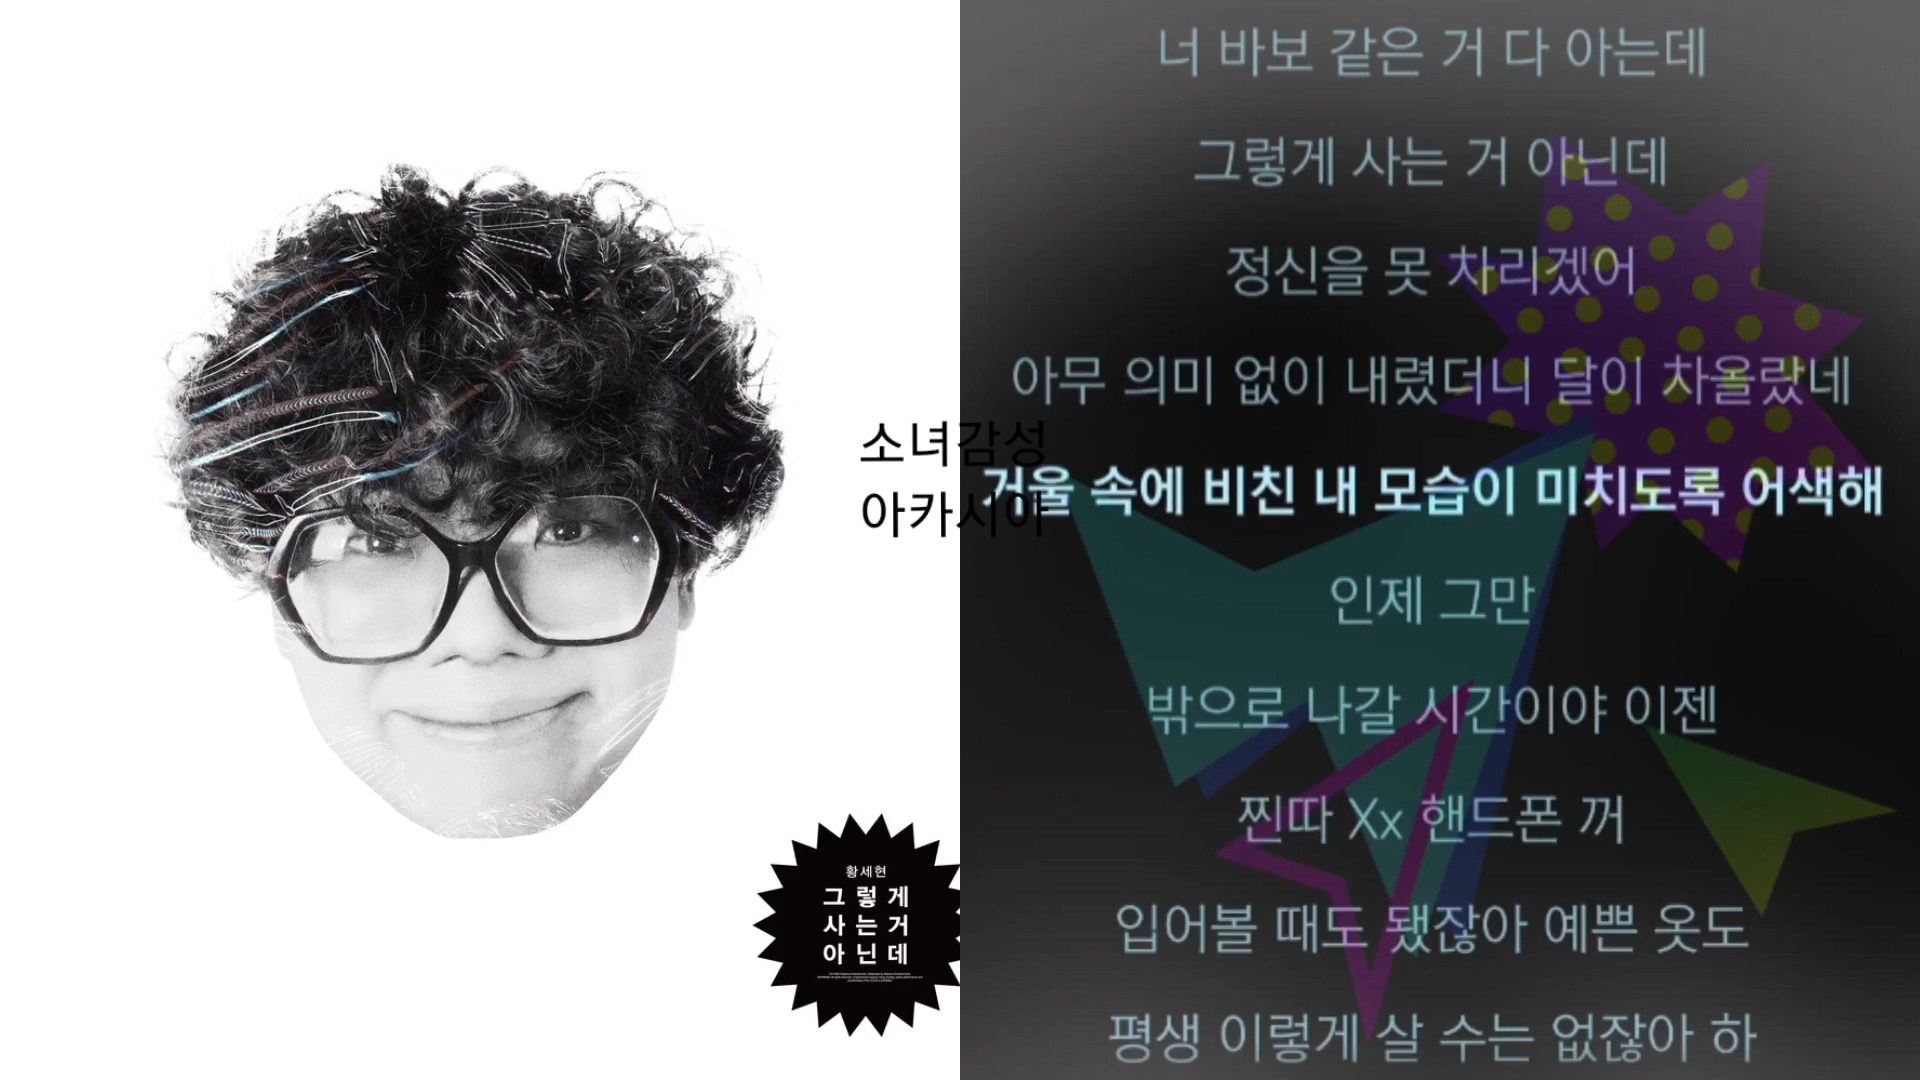 소녀감성
아카시아
황세현
그렇게
사는거
아닌데
너 바보 같은 거 다 아는데
그렇게 사는 거 아닌데
정신을 못 차리겠어
아무 의미 없이 내렸더니 달이 차올랐네
거울 속에 비친 내 모습이 미치도록 어색해
인제 그만
밖으로 나갈 시간이야 이젠
찐따 Xx 핸드폰 꺼
입어볼 때도 됐잖아 예쁜 옷도
평생 이렇게 살 수는 없잖아 하